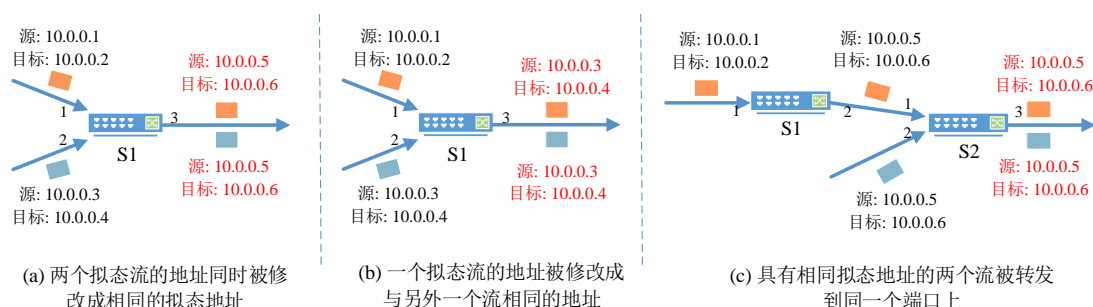 源: 10.0.0.1
目标: 10.0.0.2
源: 10.0.0.5
目标: 10.0.0.6
1
2
3
S1
源: 10.0.0.5
目标: 10.0.0.6
源: 10.0.0.3
目标: 10.0.0.4
(a) 两个拟态流的地址同时被修
改成相同的拟态地址
源: 10.0.0.1
目标: 10.0.0.2
源: 10.0.0.3
目标: 10.0.0.4
1
2
3
S1
源: 10.0.0.3
目标: 10.0.0.4
源: 10.0.0.3
目标: 10.0.0.4
(b) 一个拟态流的地址被修改成
与另外一个流相同的地址
源: 10.0.0.1
目标: 10.0.0.2
源: 10.0.0.5
目标: 10.0.0.6
源: 10.0.0.5
目标: 10.0.0.6
1
2
S1
1
2
3
S2
源: 10.0.0.5
目标: 10.0.0.6
源: 10.0.0.5
目标: 10.0.0.6
(c) 具有相同拟态地址的两个流被转发
到同一个端口上